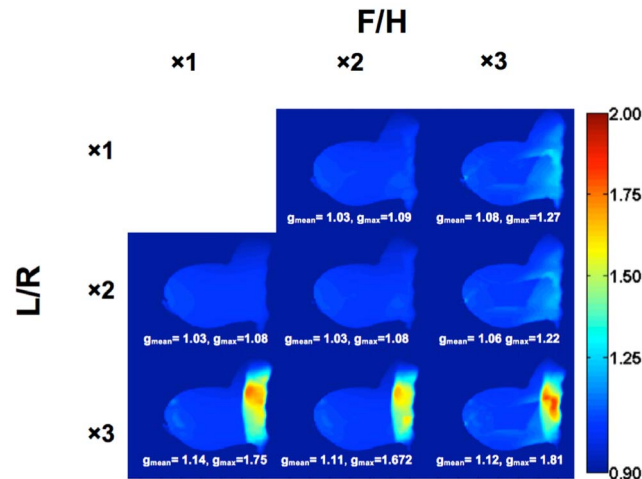 F/H
×1 ×2 ×3
×1
gmean= 1.03, gmax=1.09 gmean= 1.08, gmax=1.27
L/R
×2
gmean= 1.03, gmax=1.08 gmean= 1.03, gmax=1.08 gmean= 1.06 gmax=1.22
×3
gmean= 1.14, gmax=1.75 gmean= 1.11, gmax=1.672 gmean= 1.12, gmax=1.81
2.00
1.75
1.50
1.25
0.90